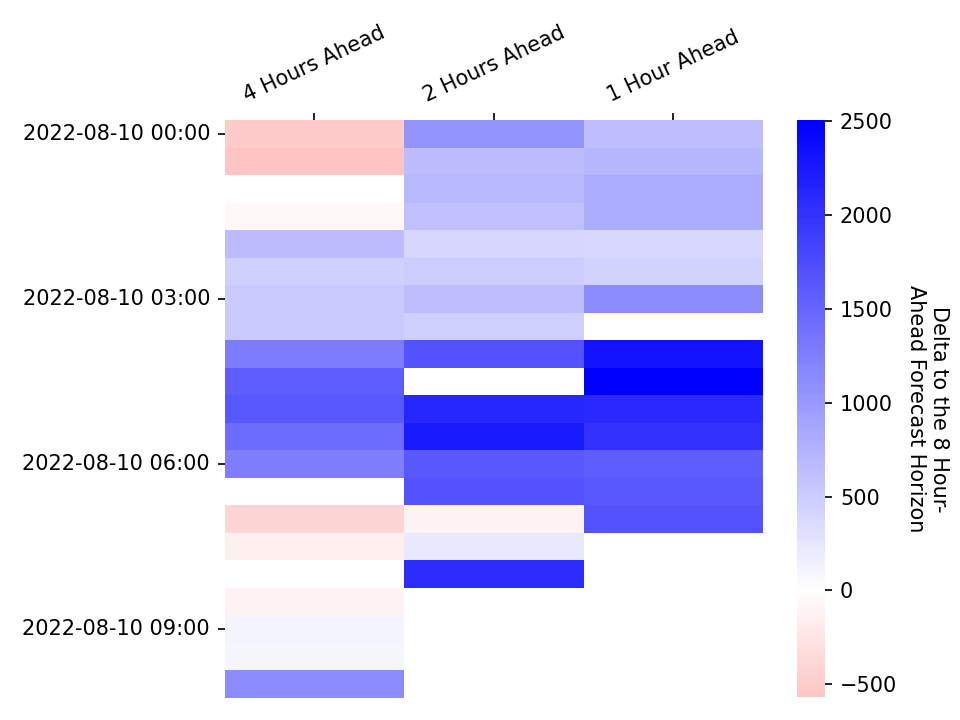 4 Hours Ahead
2 Hours Ahead
1 Hour Ahead
2022-08-10 00:00
2022-08-10 03:00
2022-08-10 06:00
2022-08-10 09:00
2500
2000
1500
1000
500
0
−500
Delta to the 8 Hour-
Ahead Forecast Horizon